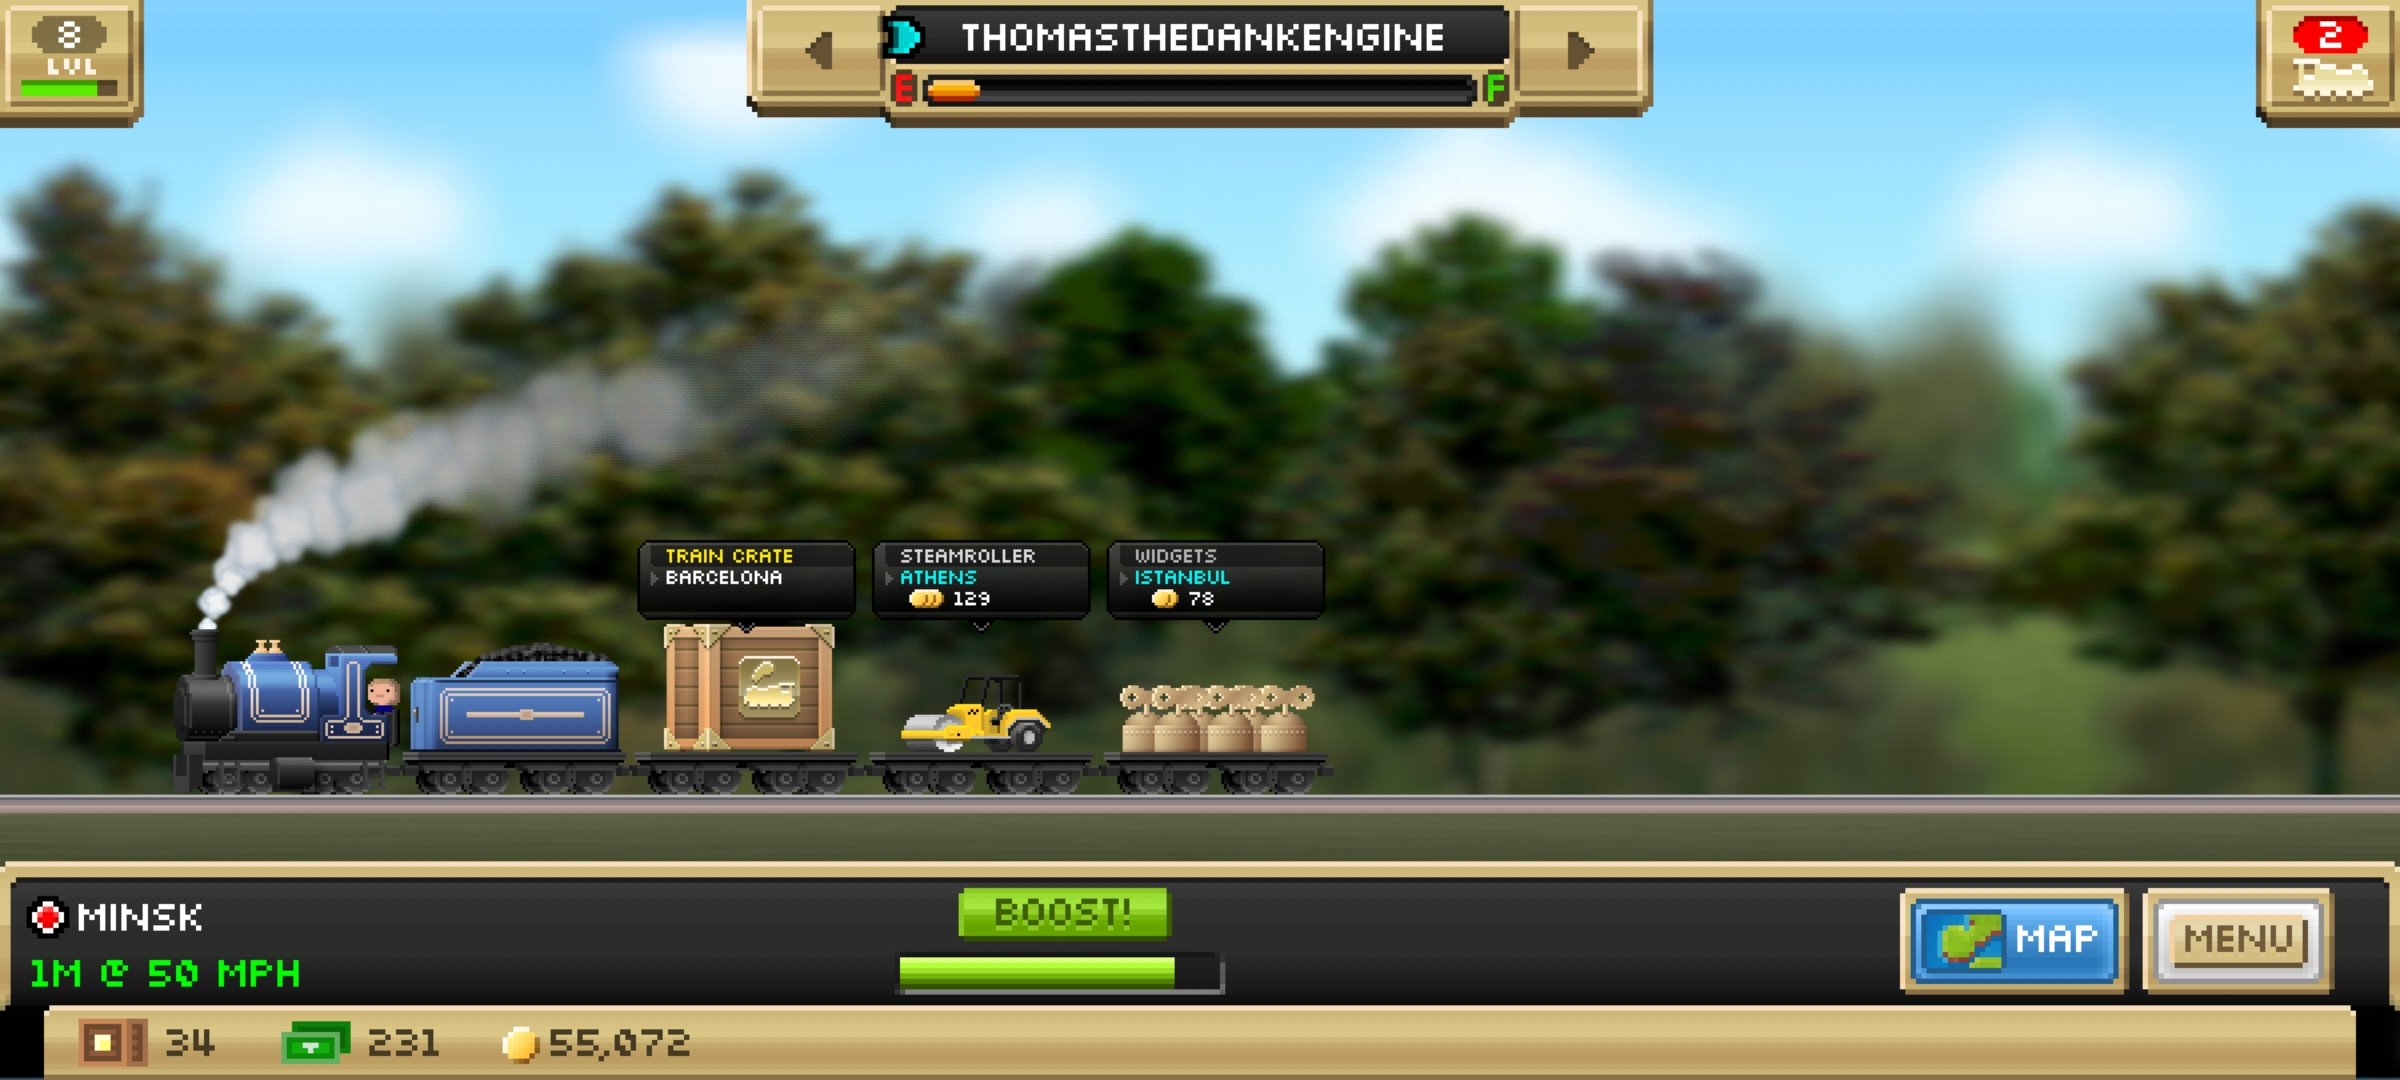 8
LVL
THOMASTHEDANKENGINE
E F
2
TRAIN CRATE
BARCELONA
STEAMROLLER
ATHENS
129
WIDGETS
ISTANBUL
78
MINSK
1M @ 50 MPH
BOOST!
MAP
MENU
34
231
55,072